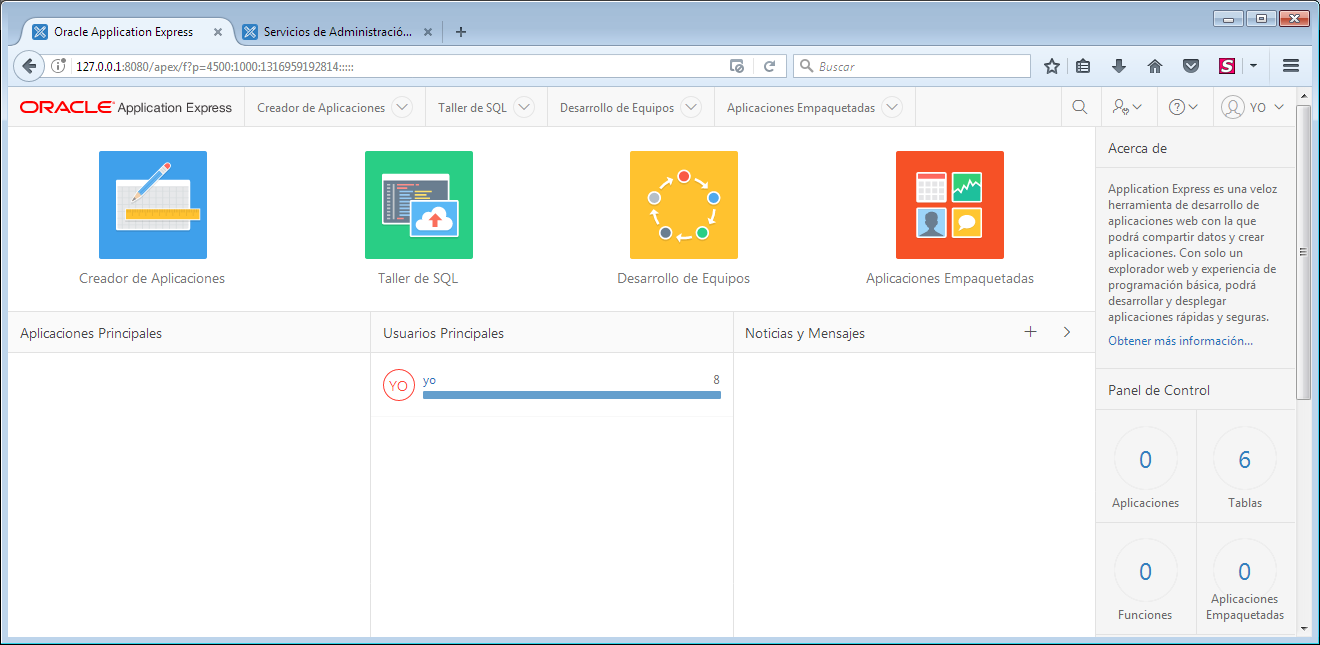 Oracle Application Express
Servicios de Administració...
127.0.0.1:8080/apex/f?p=4500:1000:1316959192814:::::
Buscar
ORACLE Application Express
Creador de Aplicaciones
Taller de SQL
Desarrollo de Equipos
Aplicaciones Empaquetadas
YO
Creador de Aplicaciones
Taller de SQL
Desarrollo de Equipos
Aplicaciones Empaquetadas
Aplicaciones Principales
Usuarios Principales
YO
yo
8
Noticias y Mensajes
Acerca de
Application Express es una veloz
herramienta de desarrollo de
aplicaciones web con la que
podrá compartir datos y crear
aplicaciones. Con solo un
explorador web y experiencia de
programación básica, podrá
desarrollar y desplegar
aplicaciones rápidas y seguras.
Obtener más información...
Panel de Control
0
Aplicaciones
6
Tablas
0
Funciones
0
Aplicaciones
Empaquetadas